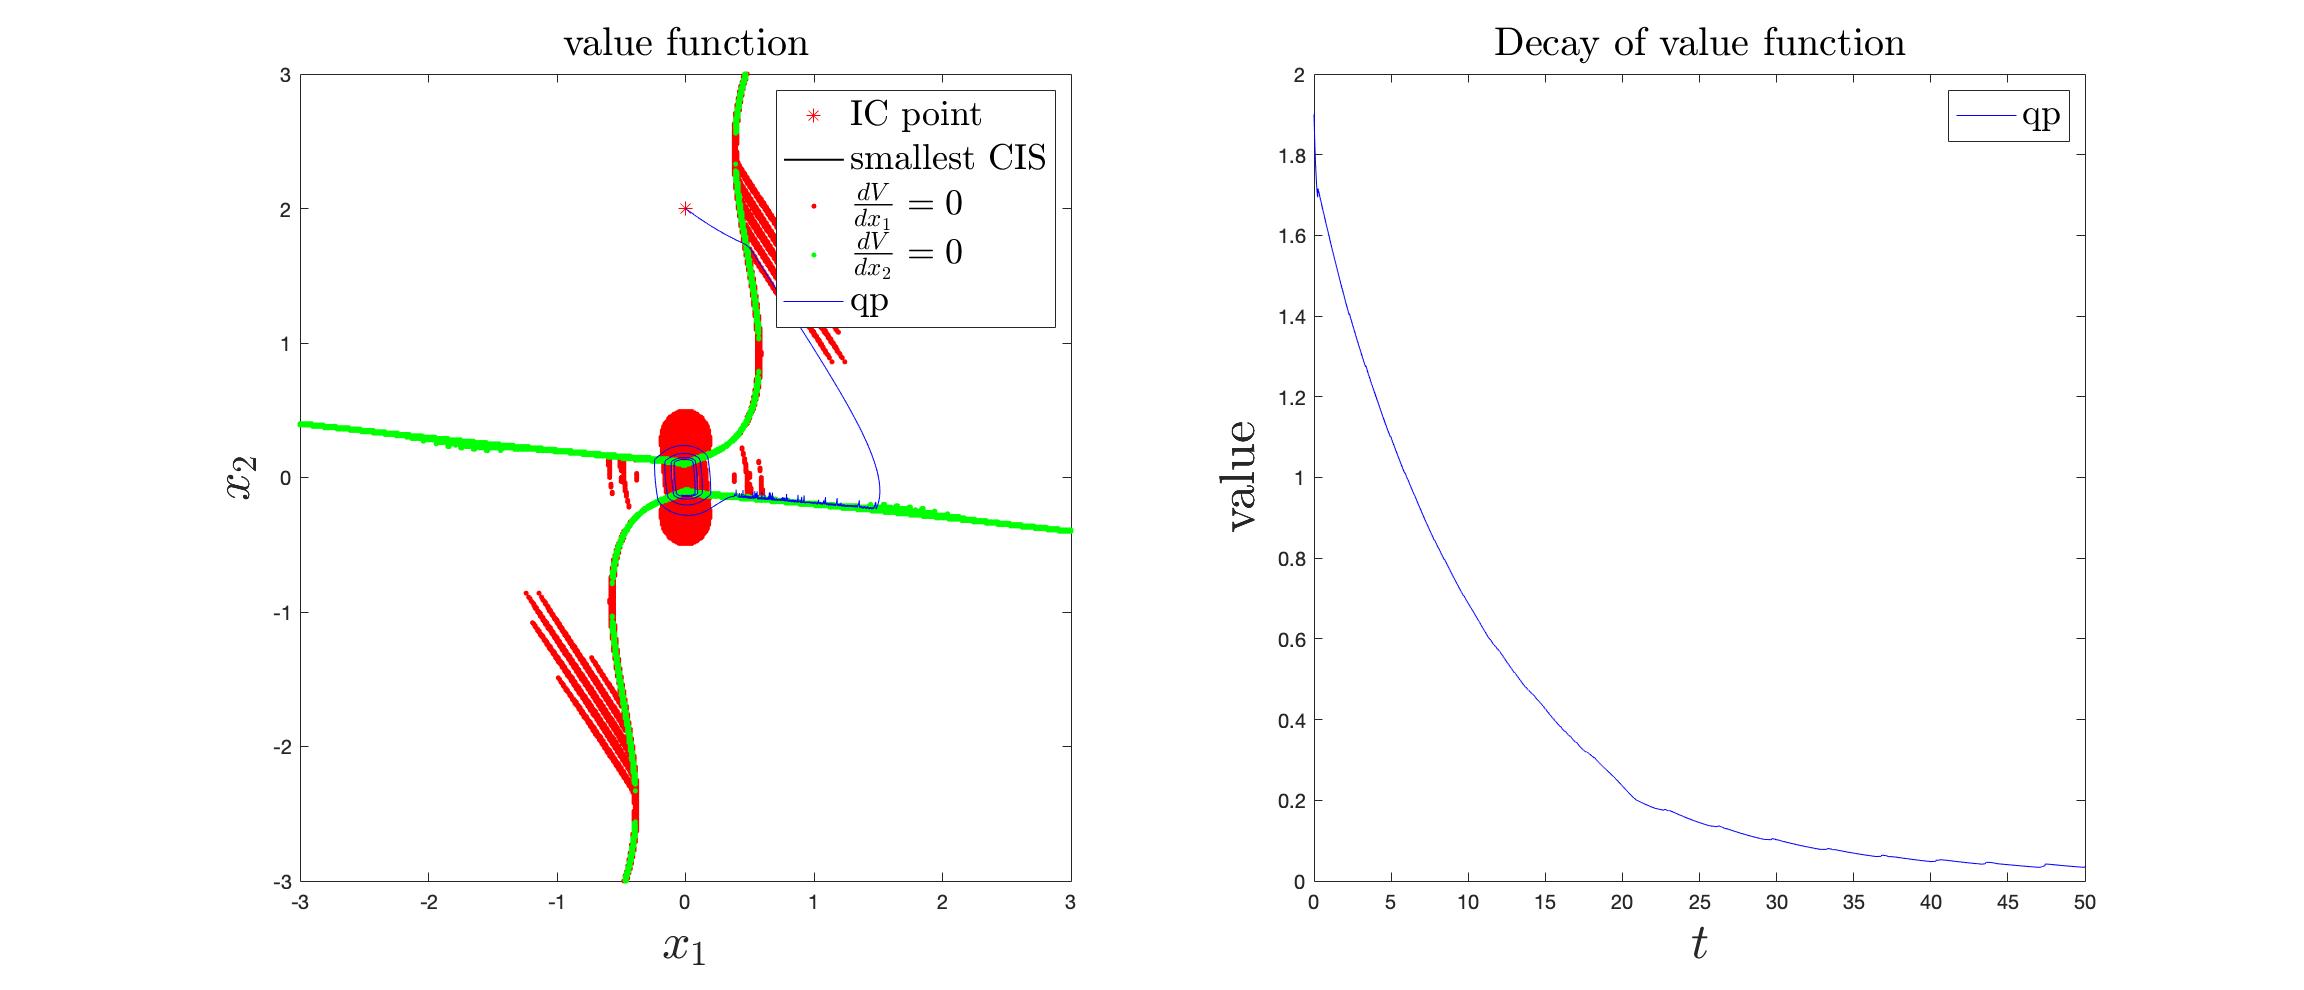 value function
3
2
1
0
-1
-2
-3
-3 -2 -1 0 1 2 3
x₂
x₁
IC point
smallest CIS
dV/dx₁ = 0
dV/dx₂ = 0
qp
Decay of value function
2
1.8
1.6
1.4
1.2
1
0.8
0.6
0.4
0.2
0
0 5 10 15 20 25 30 35 40 45 50
value
t
qp